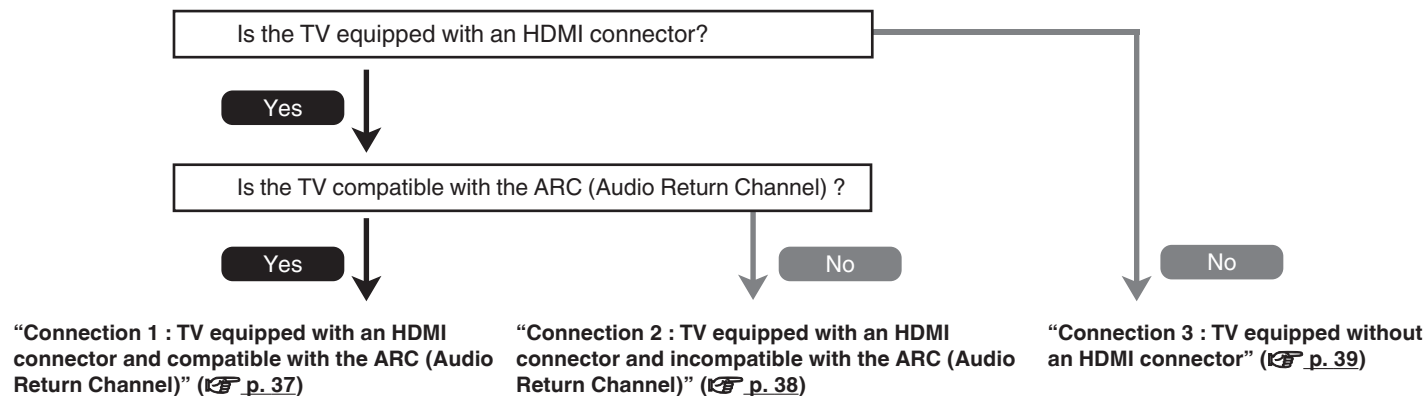 Is the TV equipped with an HDMI connector?
Yes
Is the TV compatible with the ARC (Audio Return Channel) ?
Yes
No
No
“Connection 1 : TV equipped with an HDMI
connector and compatible with the ARC (Audio
Return Channel)” (☞ p. 37)
“Connection 2 : TV equipped with an HDMI
connector and incompatible with the ARC (Audio
Return Channel)” (☞ p. 38)
“Connection 3 : TV equipped without
an HDMI connector” (☞ p. 39)